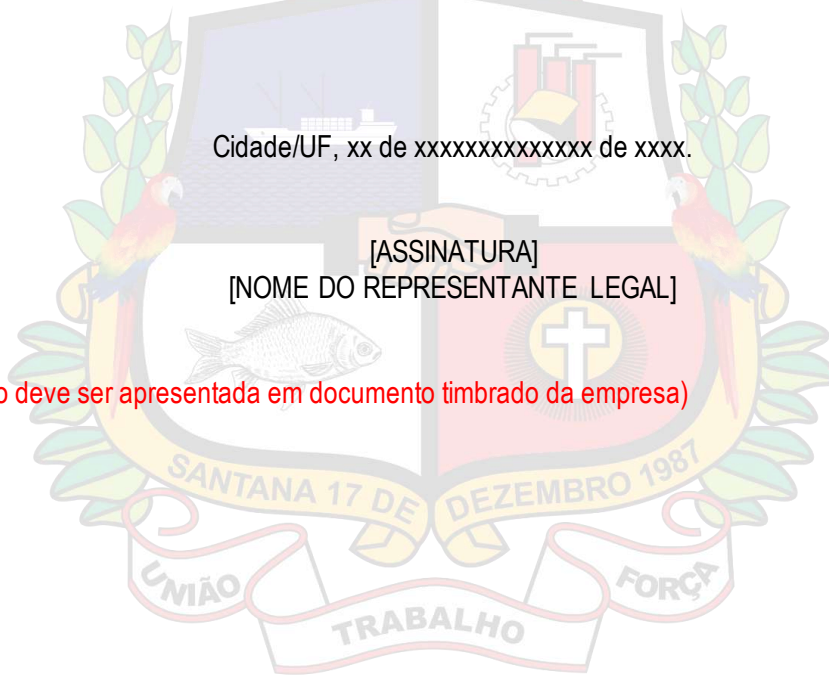 Cidade/UF, xx de xxxxxxxxxxxxxx de xxxx.
[ASSINATURA]
[NOME DO REPRESENTANTE LEGAL]
o deve ser apresentada em documento timbrado da empresa)
SANTANA 17 DE DEZEMBRO 1987
UNIÃO TRABALHO FORÇA